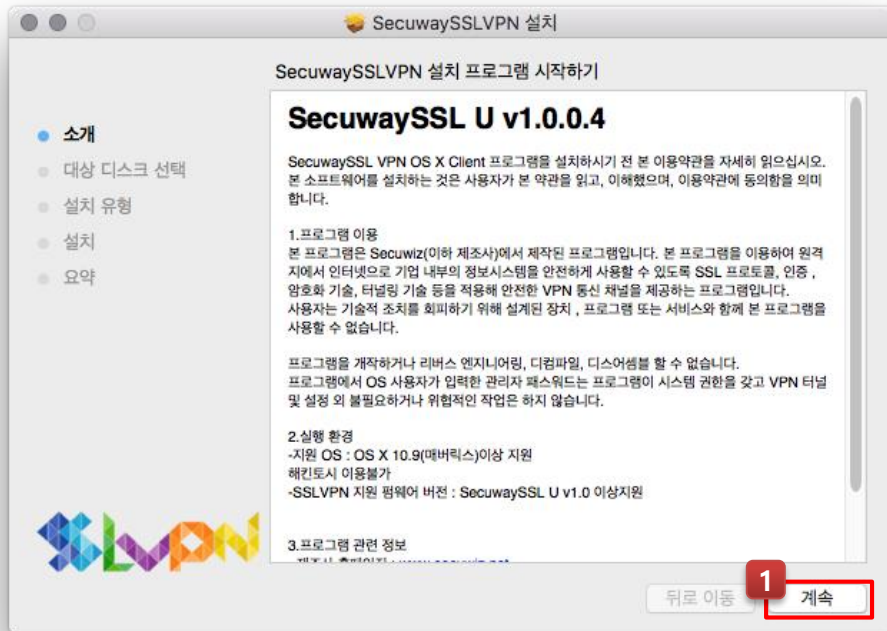 SecuwaySSLVPN 설치
SecuwaySSLVPN 설치 프로그램 시작하기
소개
대상 디스크 선택
설치 유형
설치
요약
SecuwaySSL U v1.0.0.4
SecuwaySSL VPN OS X Client 프로그램을 설치하시기 전 본 이용약관을 자세히 읽으십시오.
본 소프트웨어를 설치하는 것은 사용자가 본 약관을 읽고, 이해했으며, 이용약관에 동의함을 의미
합니다.
1.프로그램 이용
본 프로그램은 Secuwiz(이하 제조사)에서 제작된 프로그램입니다. 본 프로그램을 이용하여 원격
지에서 인터넷으로 기업 내부의 정보시스템을 안전하게 사용할 수 있도록 SSL 프로토콜, 인증 ,
암호화 기술, 터널링 기술 등을 적용해 안전한 VPN 통신 채널을 제공하는 프로그램입니다.
사용자는 기술적 조치를 회피하기 위해 설계된 장치 , 프로그램 또는 서비스와 함께 본 프로그램을
사용할 수 없습니다.
프로그램을 개작하거나 리버스 엔지니어링, 디컴파일, 디스어셈블 할 수 없습니다.
프로그램에서 OS 사용자가 입력한 관리자 패스워드는 프로그램이 시스템 권한을 갖고 VPN 터널
및 설정 외 불필요하거나 위협적인 작업은 하지 않습니다.
2.실행 환경
-지원 OS : OS X 10.9(매버릭스)이상 지원
해킨토시 이용불가
-SSLVPN 지원 펌웨어 버전 : SecuwaySSL U v1.0 이상지원
3.프로그램 관련 정보
SSLVPN
뒤로 이동
1
계속